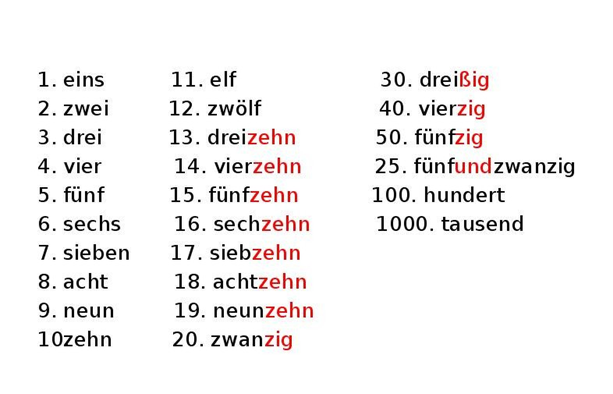 1. eins
2. zwei
3. drei
4. vier
5. fünf
6. sechs
7. sieben
8. acht
9. neun
10zehn
11. elf
12. zwölf
13. dreizehn
14. vierzehn
15. fünfzehn
16. sechzehn
17. siebzehn
18. achtzehn
19. neunzehn
20. zwanzig
30. dreißig
40. vierzig
50. fünfzig
25. fünfundzwanzig
100. hundert
1000. tausend